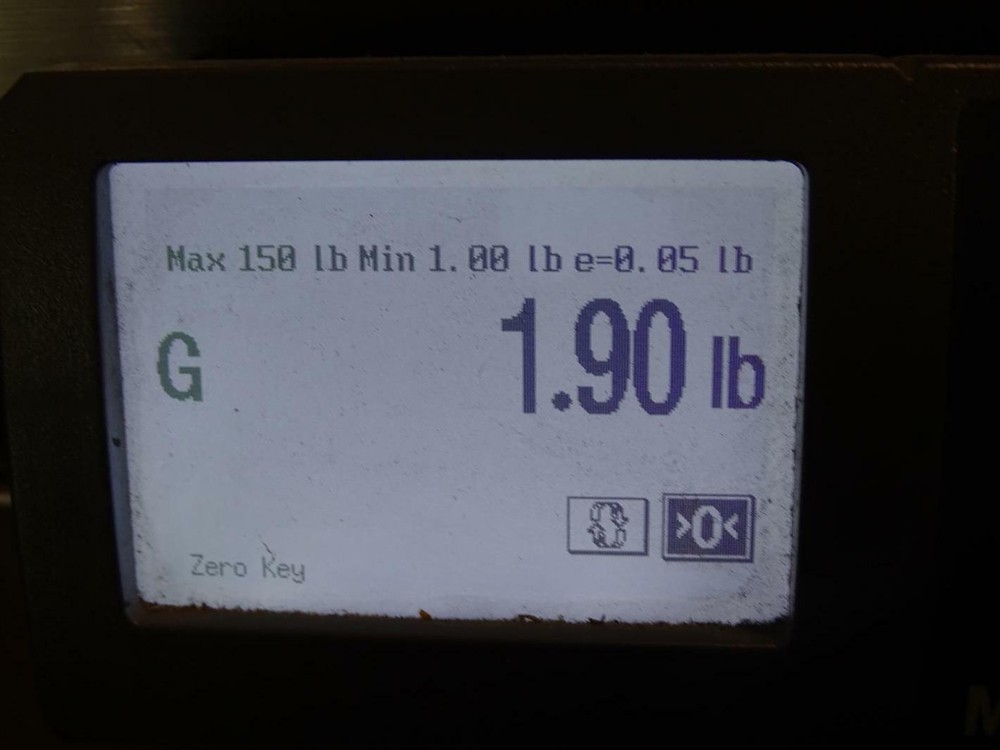 Max 150 lb Min 1.00 lb e=0.05 lb
G 1.90 lb
>0<
Zero Key